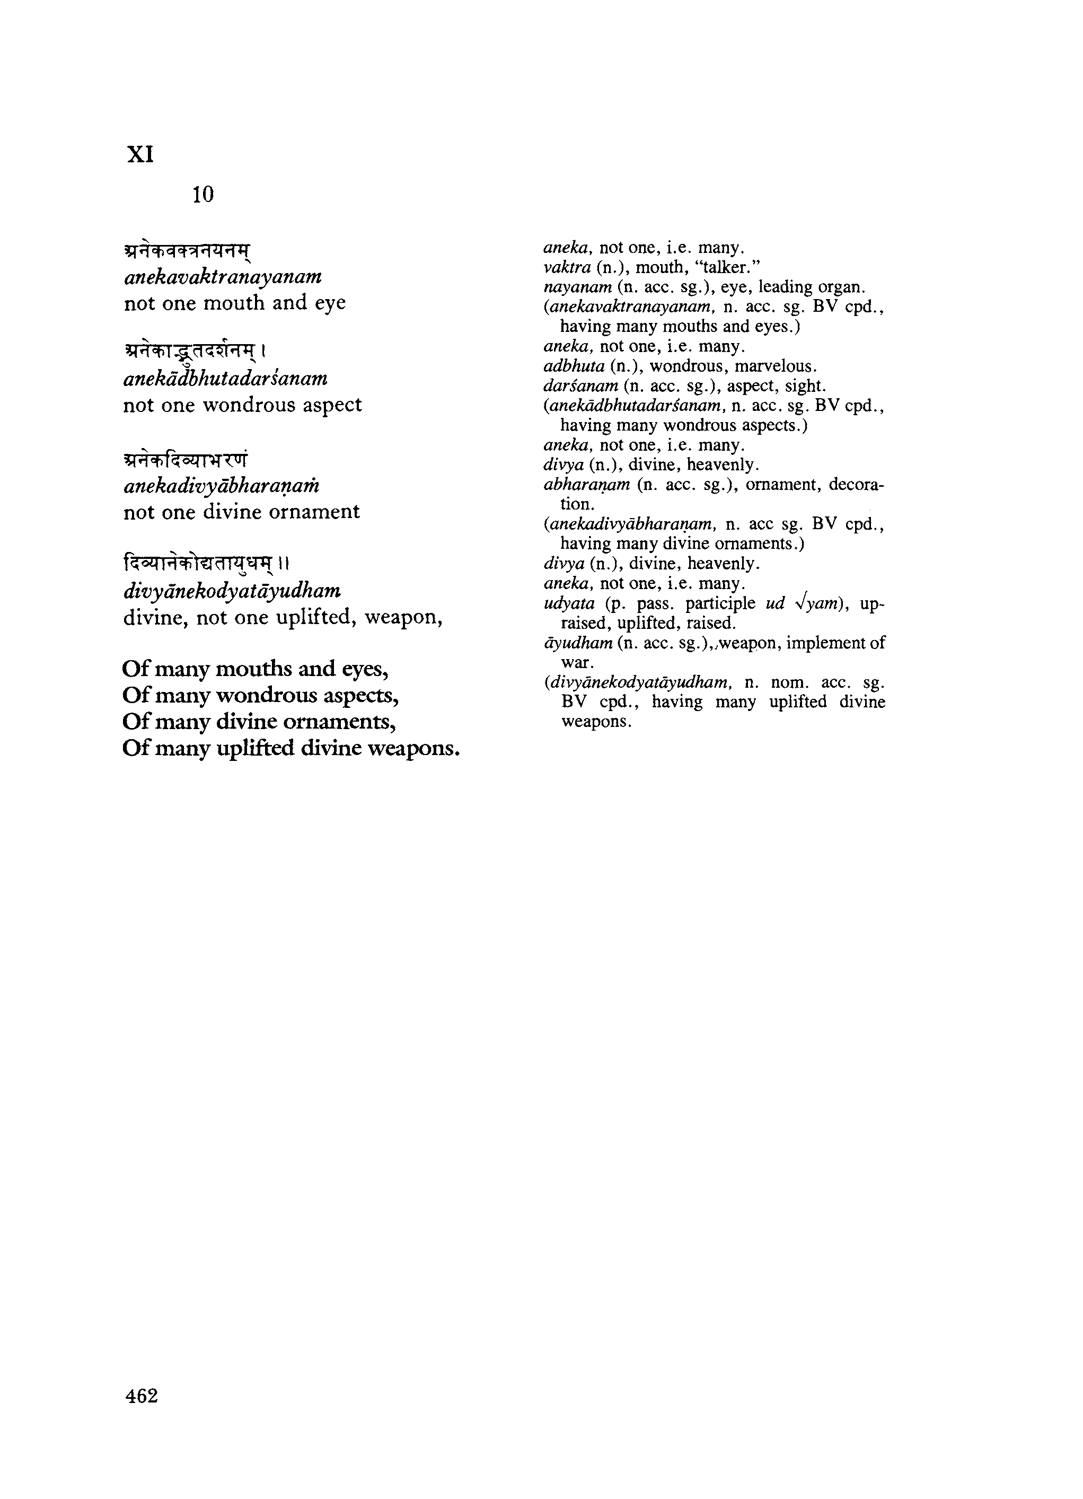 XI
10
अनेकवक्त्रनयनम्
anekavaktranayanam
not one mouth and eye
अनेकाद्भुतदर्शनम् ।
anekādbhutadarśanam
not one wondrous aspect
अनेकदिव्याभरणं
anekadivyābharaṇaṁ
not one divine ornament
दिव्यानेकोद्यतायुधम् ॥
divyānekodyatāyudham
divine, not one uplifted, weapon,
Of many mouths and eyes,
Of many wondrous aspects,
Of many divine ornaments,
Of many uplifted divine weapons.
aneka, not one, i.e. many.
vaktra (n.), mouth, “talker.”
nayanam (n. acc. sg.), eye, leading organ.
(anekavaktranayanam, n. acc. sg. BV cpd.,
having many mouths and eyes.)
aneka, not one, i.e. many.
adbhuta (n.), wondrous, marvelous.
darśanam (n. acc. sg.), aspect, sight.
(anekādbhutadarśanam, n. acc. sg. BV cpd.,
having many wondrous aspects.)
aneka, not one, i.e. many.
divya (n.), divine, heavenly.
abharaṇam (n. acc. sg.), ornament, decora-
tion.
(anekadivyābharaṇam, n. acc sg. BV cpd.,
having many divine ornaments.)
divya (n.), divine, heavenly.
aneka, not one, i.e. many.
udyata (p. pass. participle ud √yam), up-
raised, uplifted, raised.
āyudham (n. acc. sg.), weapon, implement of
war.
(divyānekodyatāyudham, n. nom. acc. sg.
BV cpd., having many uplifted divine
weapons.
462